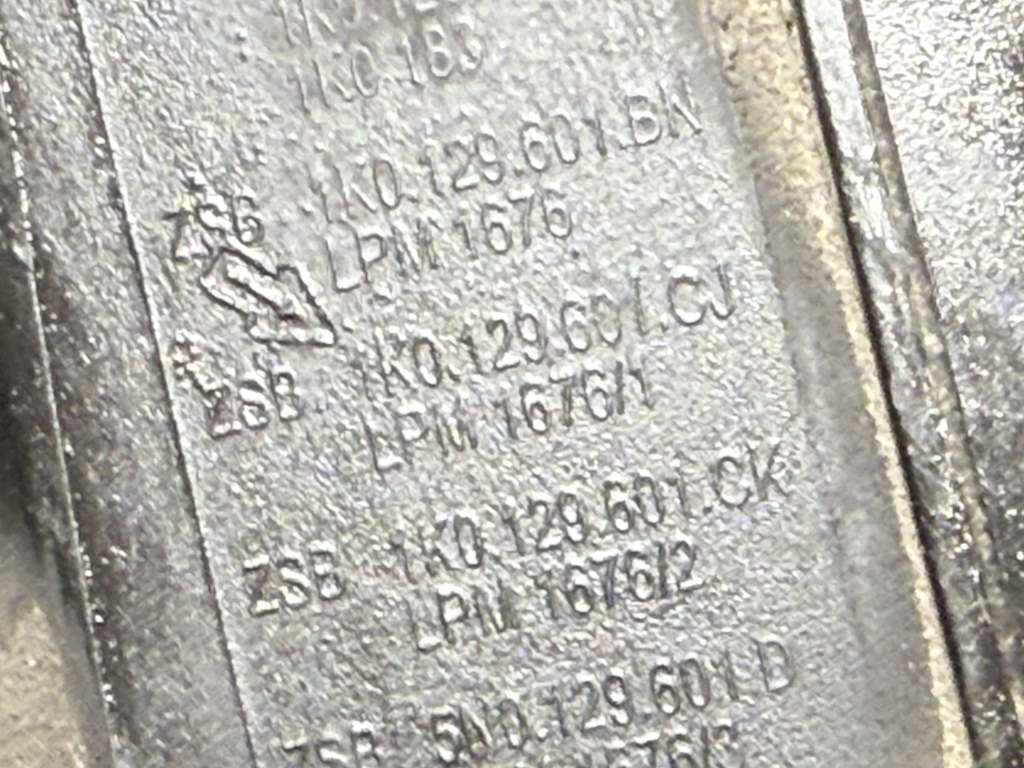 1K0.183
ZSB 1K0.129.601.BN
LPM 1676
ZSB 1K0.129.601.CJ
LPM 1676/1
ZSB 1K0.129.601.CK
LPM 1676/2
ZSB 5N0.129.601.D